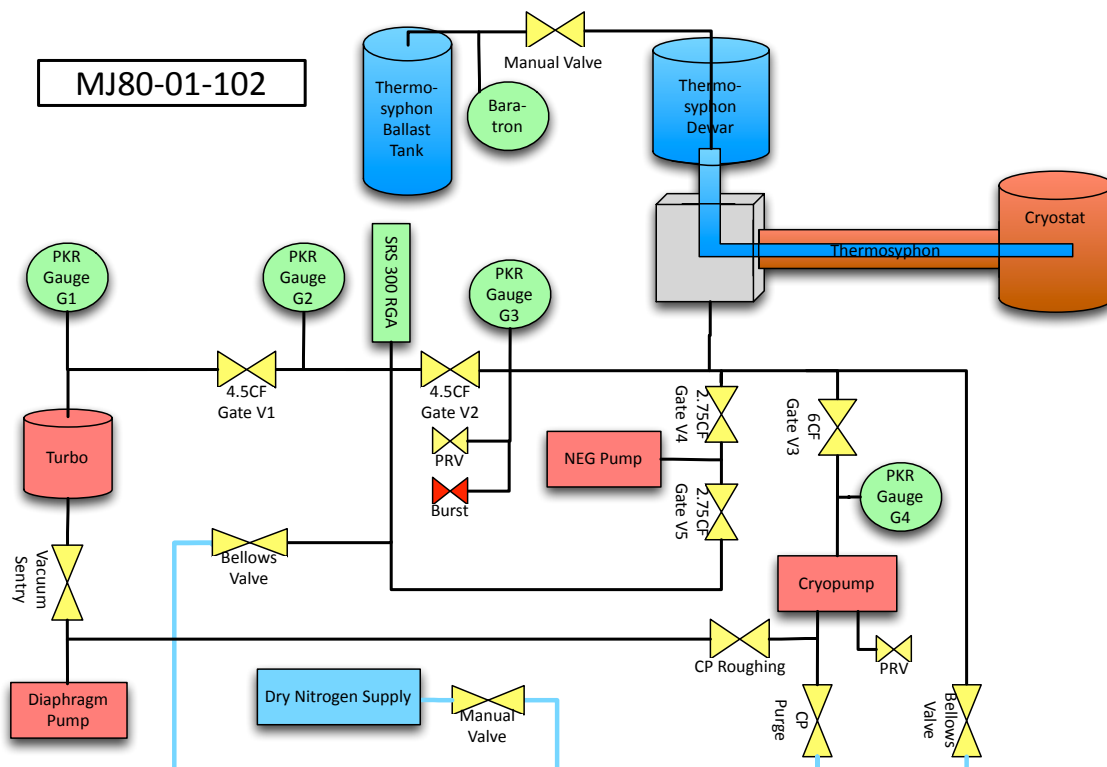 MJ80-01-102
Thermo-
syphon
Ballast
Tank
Bara-
tron
Manual Valve
Thermo-
syphon
Dewar
Cryostat
Thermosyphon
PKR
Gauge
G1
PKR
Gauge
G2
SRS 300 RGA
PKR
Gauge
G3
4.5CF
Gate V1
4.5CF
Gate V2
2.75CF
Gate V4
6CF
Gate V3
Turbo
PRV
Burst
NEG Pump
2.75CF
Gate V5
PKR
Gauge
G4
Vacuum
Sentry
Bellows
Valve
Cryopump
CP Roughing
PRV
Diaphragm
Pump
Dry Nitrogen Supply
Manual
Valve
CP
Purge
Bellows
Valve